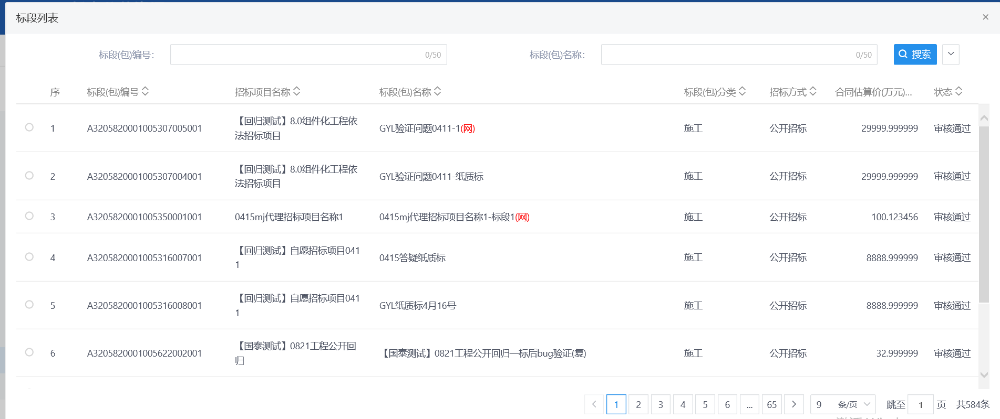 标段列表
标段(包)编号: 0/50 标段(包)名称: 0/50 搜索
序 标段(包)编号 招标项目名称 标段(包)名称 标段(包)分类 招标方式 合同估算价(万元)... 状态
1 A3205820001005307005001 【回归测试】8.0组件化工程依
法招标项目 GYL验证问题0411-1(网) 施工 公开招标 29999.999999 审核通过
2 A3205820001005307004001 【回归测试】8.0组件化工程依
法招标项目 GYL验证问题0411-纸质标 施工 公开招标 29999.999999 审核通过
3 A3205820001005350001001 0415mj代理招标项目名称1 0415mj代理招标项目名称1-标段1(网) 施工 公开招标 100.123456 审核通过
4 A3205820001005316007001 【回归测试】自愿招标项目041
1 0415答疑纸质标 施工 公开招标 8888.999999 审核通过
5 A3205820001005316008001 【回归测试】自愿招标项目041
1 GYL纸质标4月16号 施工 公开招标 8888.999999 审核通过
6 A3205820001005622002001 【国泰测试】0821工程公开回
归 【国泰测试】0821工程公开回归—标后bug验证(复) 施工 公开招标 32.999999 审核通过
1 2 3 4 5 6 ... 65 9 条/页 跳至 1 页 共584条